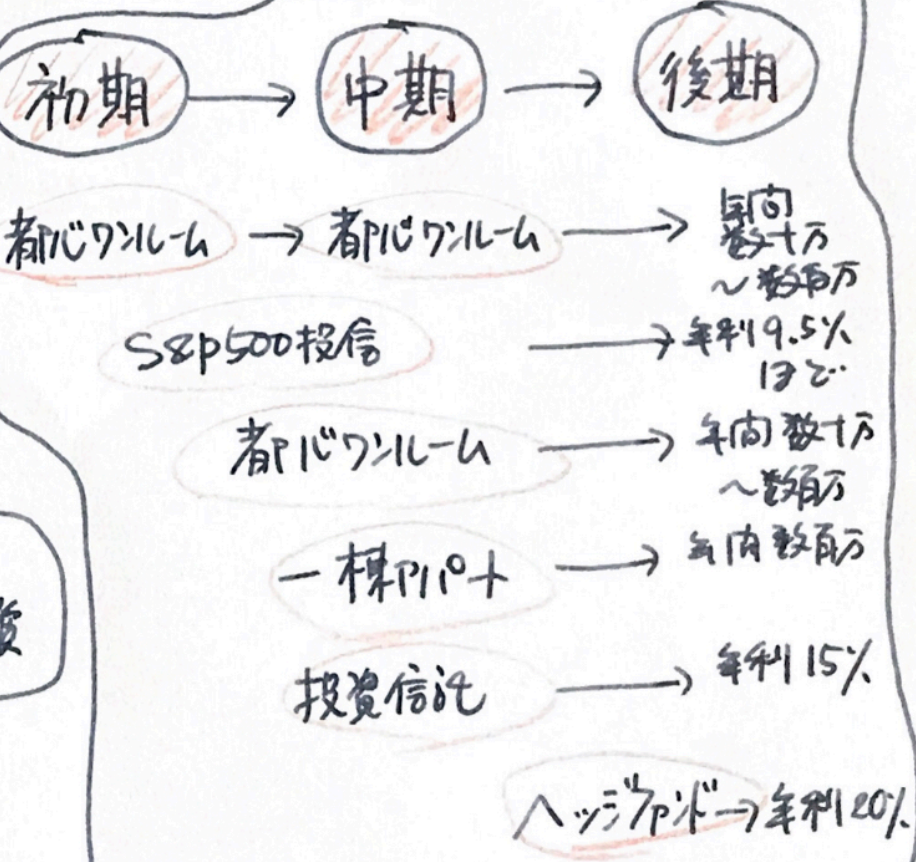 初期 → 中期 → 後期
都心ワンルーム → 都心ワンルーム → 年間
数十万
〜数百万
S&P500投信 → 年利9.5%
ほど
都心ワンルーム → 年間数十万
〜数百万
一棟アパート → 年間数百万
投資信託 → 年利15%
ヘッジファンド→年利20%